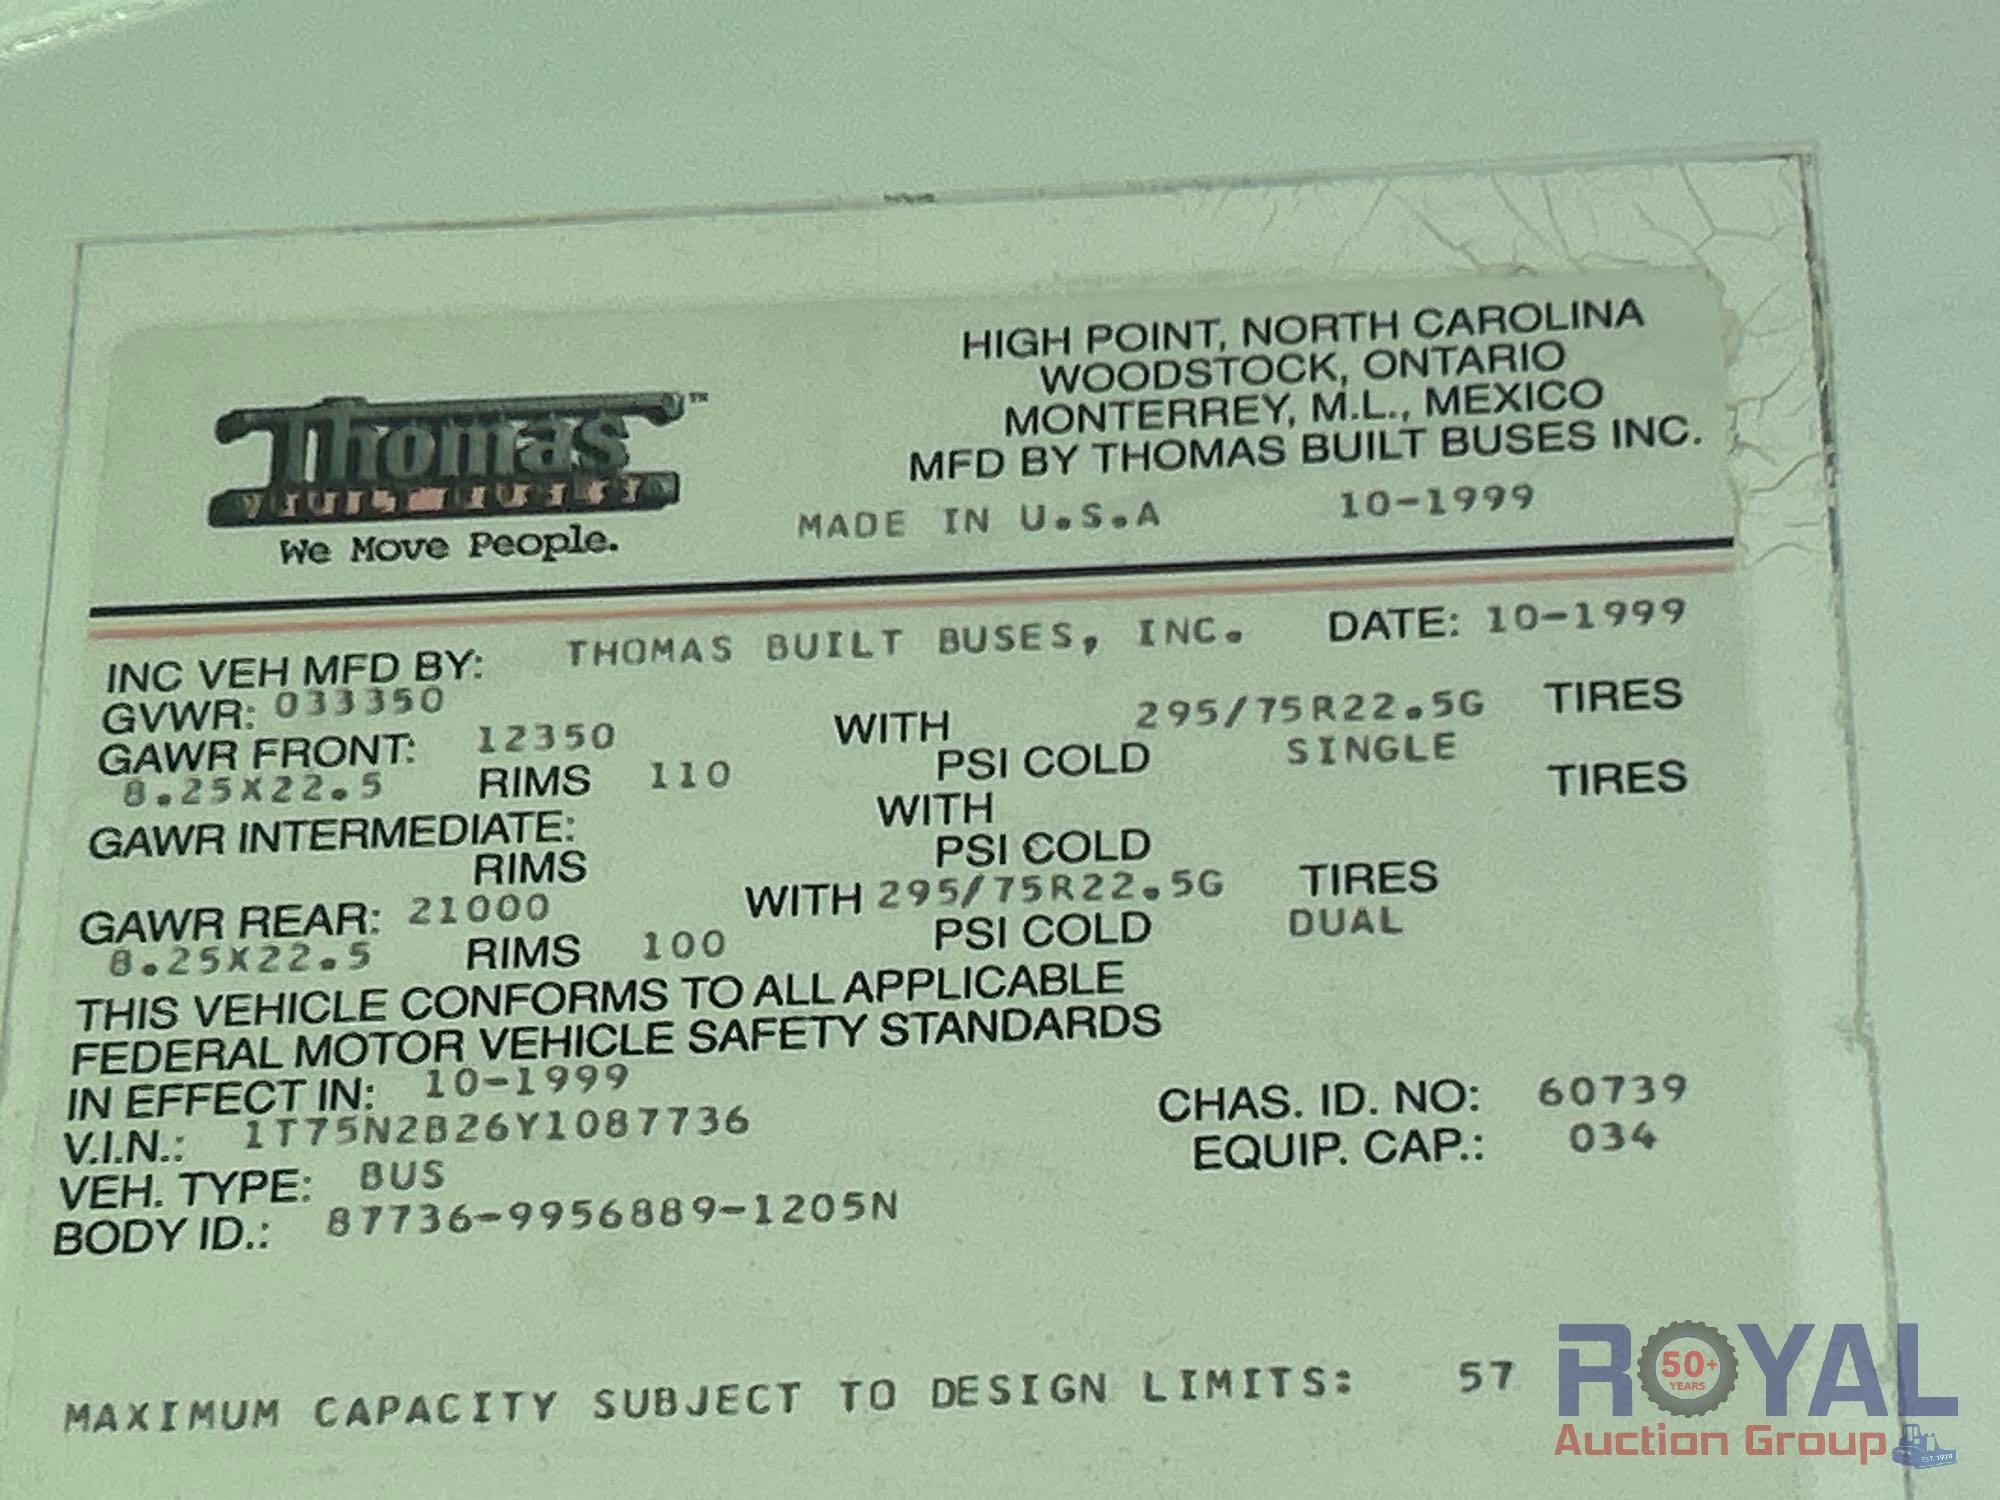 Thomas™
We Move People.
HIGH POINT, NORTH CAROLINA
WOODSTOCK, ONTARIO
MONTERREY, M.L., MEXICO
MFD BY THOMAS BUILT BUSES INC.
MADE IN U.S.A 10-1999
INC VEH MFD BY: THOMAS BUILT BUSES, INC. DATE: 10-1999
GVWR: 033350
GAWR FRONT: 12350 WITH 295/75R22.5G TIRES
8.25X22.5 RIMS 110 PSI COLD SINGLE
GAWR INTERMEDIATE: WITH TIRES
RIMS PSI COLD
GAWR REAR: 21000 WITH 295/75R22.5G TIRES
8.25X22.5 RIMS 100 PSI COLD DUAL
THIS VEHICLE CONFORMS TO ALL APPLICABLE
FEDERAL MOTOR VEHICLE SAFETY STANDARDS
IN EFFECT IN: 10-1999
V.I.N.: 1T75N2B26Y1087736
CHAS. ID. NO: 60739
EQUIP. CAP.: 034
VEH. TYPE: BUS
BODY ID.: 87736-9956889-1205N
MAXIMUM CAPACITY SUBJECT TO DESIGN LIMITS: 57
ROYAL
50+
YEARS
Auction Group
EST. 1970